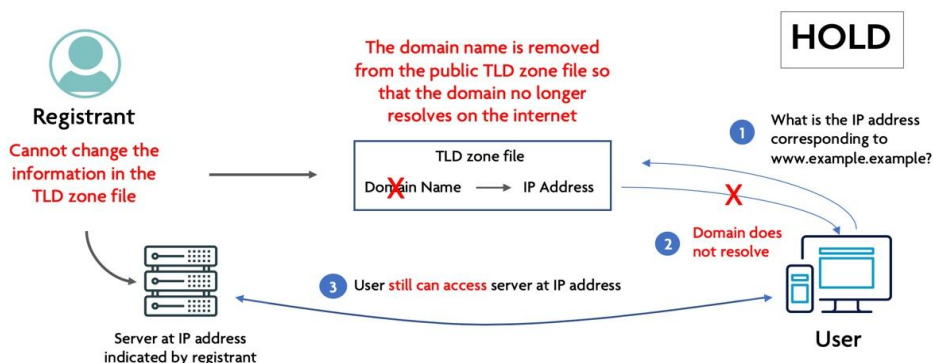 HOLD
The domain name is removed
from the public TLD zone file so
that the domain no longer
resolves on the internet
Registrant
Cannot change the
information in the
TLD zone file
TLD zone file
Domain Name
IP Address
X
1
What is the IP address
corresponding to
www.example.example?
X
2
Domain does
not resolve
3
User still can access server at IP address
Server at IP address
indicated by registrant
User